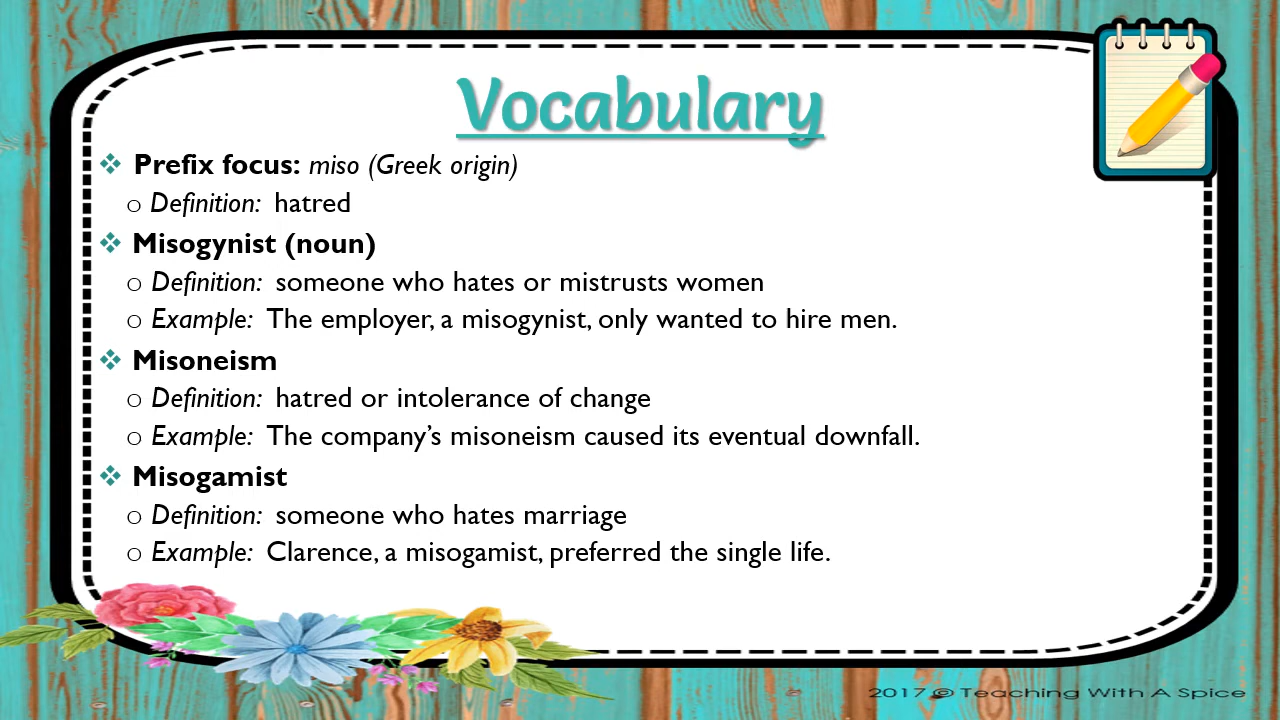 Vocabulary
❖ Prefix focus: miso (Greek origin)
o Definition: hatred
❖ Misogynist (noun)
o Definition: someone who hates or mistrusts women
o Example: The employer, a misogynist, only wanted to hire men.
❖ Misoneism
o Definition: hatred or intolerance of change
o Example: The company’s misoneism caused its eventual downfall.
❖ Misogamist
o Definition: someone who hates marriage
o Example: Clarence, a misogamist, preferred the single life.
2017 © Teaching With A Spice